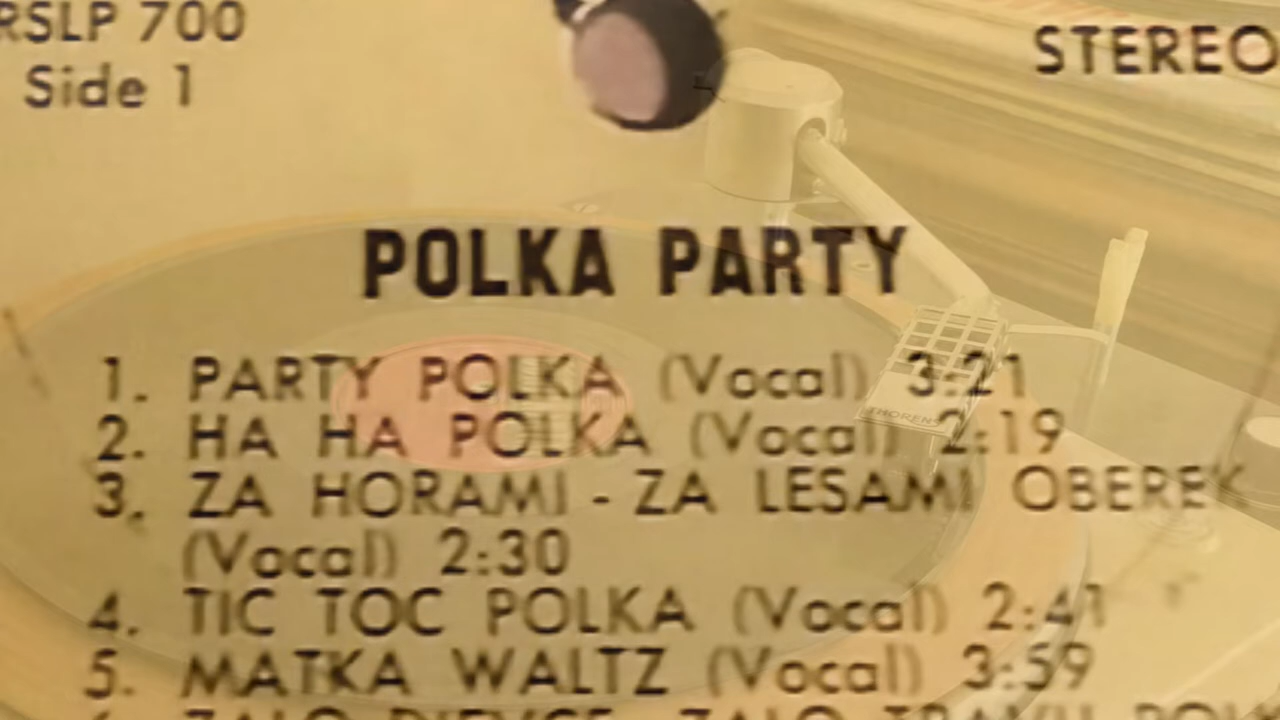 RSLP 700
Side 1
STEREO
POLKA PARTY
1. PARTY POLKA (Vocal) 3:21
2. HA HA POLKA (Vocal) 2:19
3. ZA HORAMI - ZA LESAMI OBEREK
(Vocal) 2:30
4. TIC TOC POLKA (Vocal) 2:41
5. MATKA WALTZ (Vocal) 3:59
THORENS